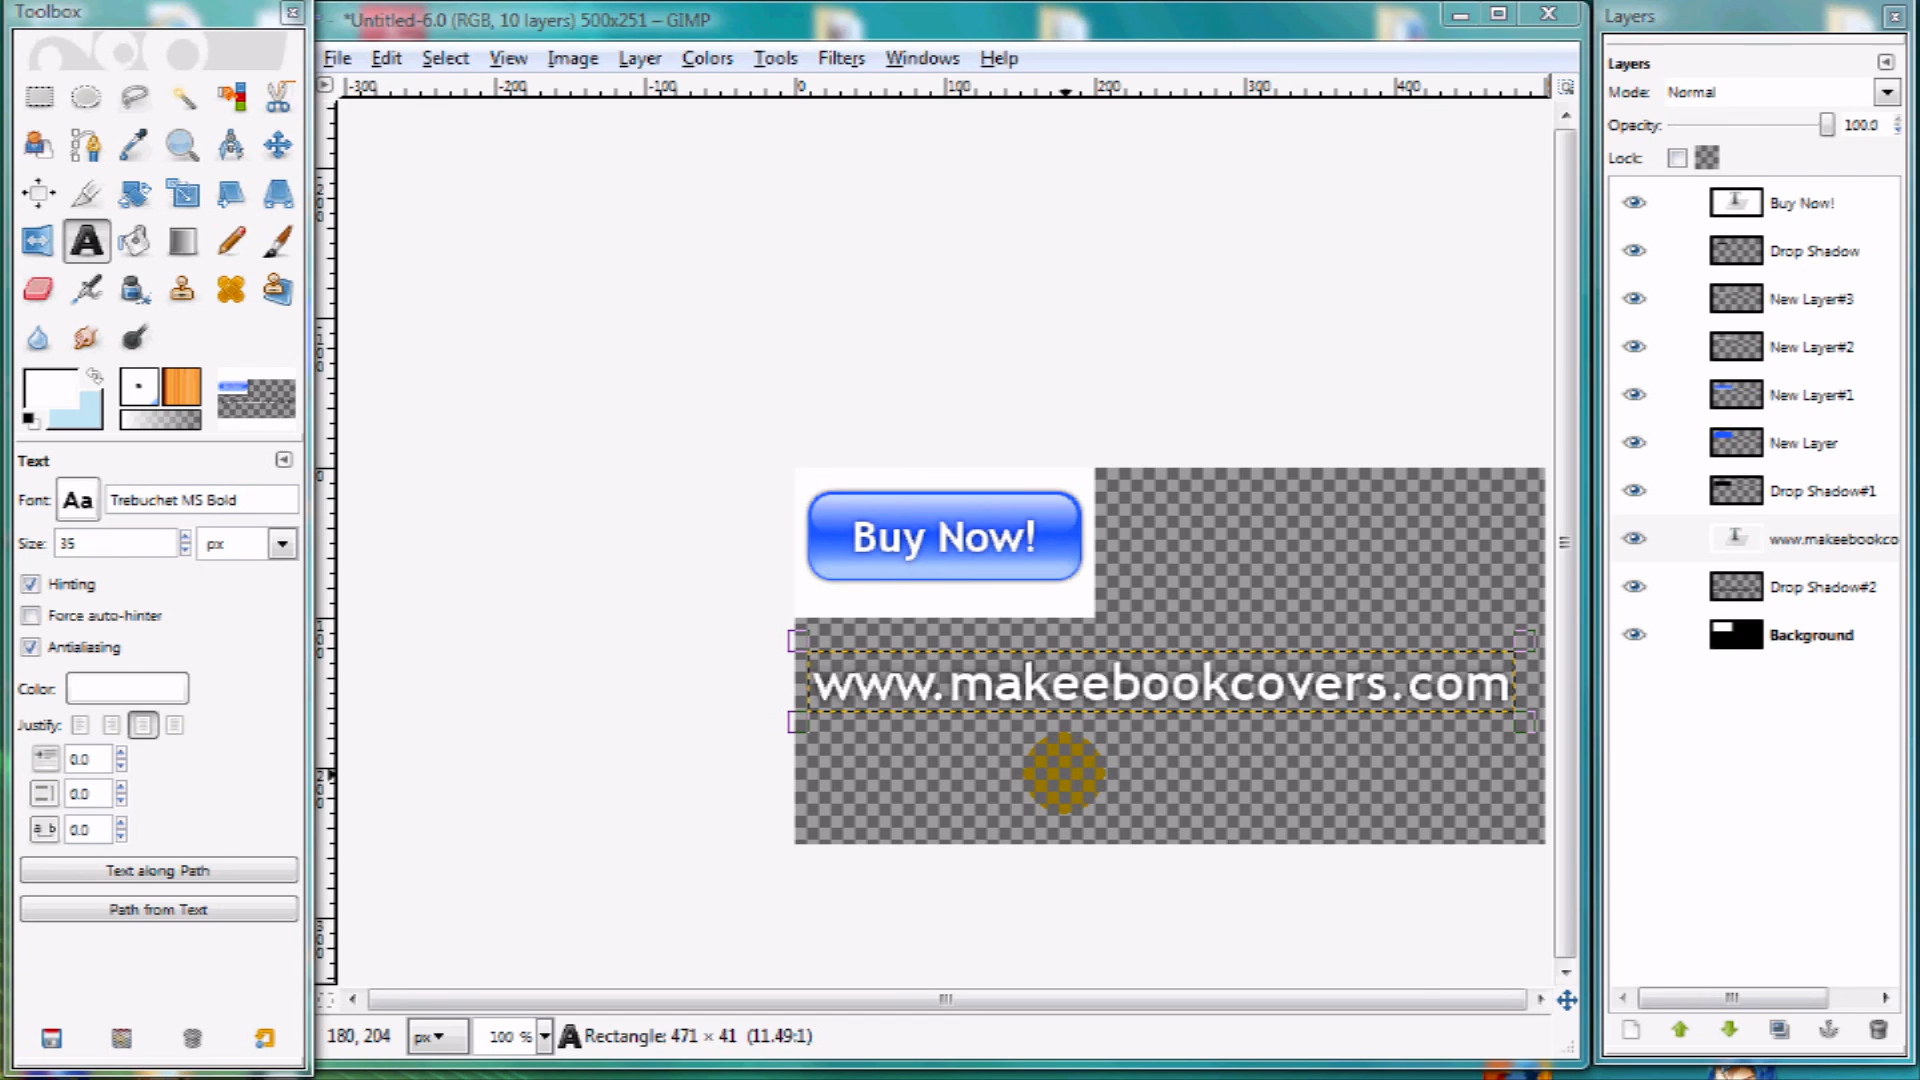 Toolbox
*Untitled-6.0 (RGB, 10 layers) 500x251 – GIMP
Layers
File Edit Select View Image Layer Colors Tools Filters Windows Help
-300 -200 -100 0 100 200 300 400
Layers
Mode: Normal
Opacity: 100.0
Lock:
Buy Now!
Drop Shadow
New Layer#3
New Layer#2
New Layer#1
New Layer
Drop Shadow#1
www.makeebookco
Drop Shadow#2
Background
Text
Font: Aa Trebuchet MS Bold
Size: 35 px
Hinting
Force auto-hinter
Antialiasing
Color:
Justify:
0.0
0.0
a_b 0.0
Text along Path
Path from Text
Buy Now!
www.makeebookcovers.com
180, 204 px 100 % A Rectangle: 471 × 41 (11.49:1)